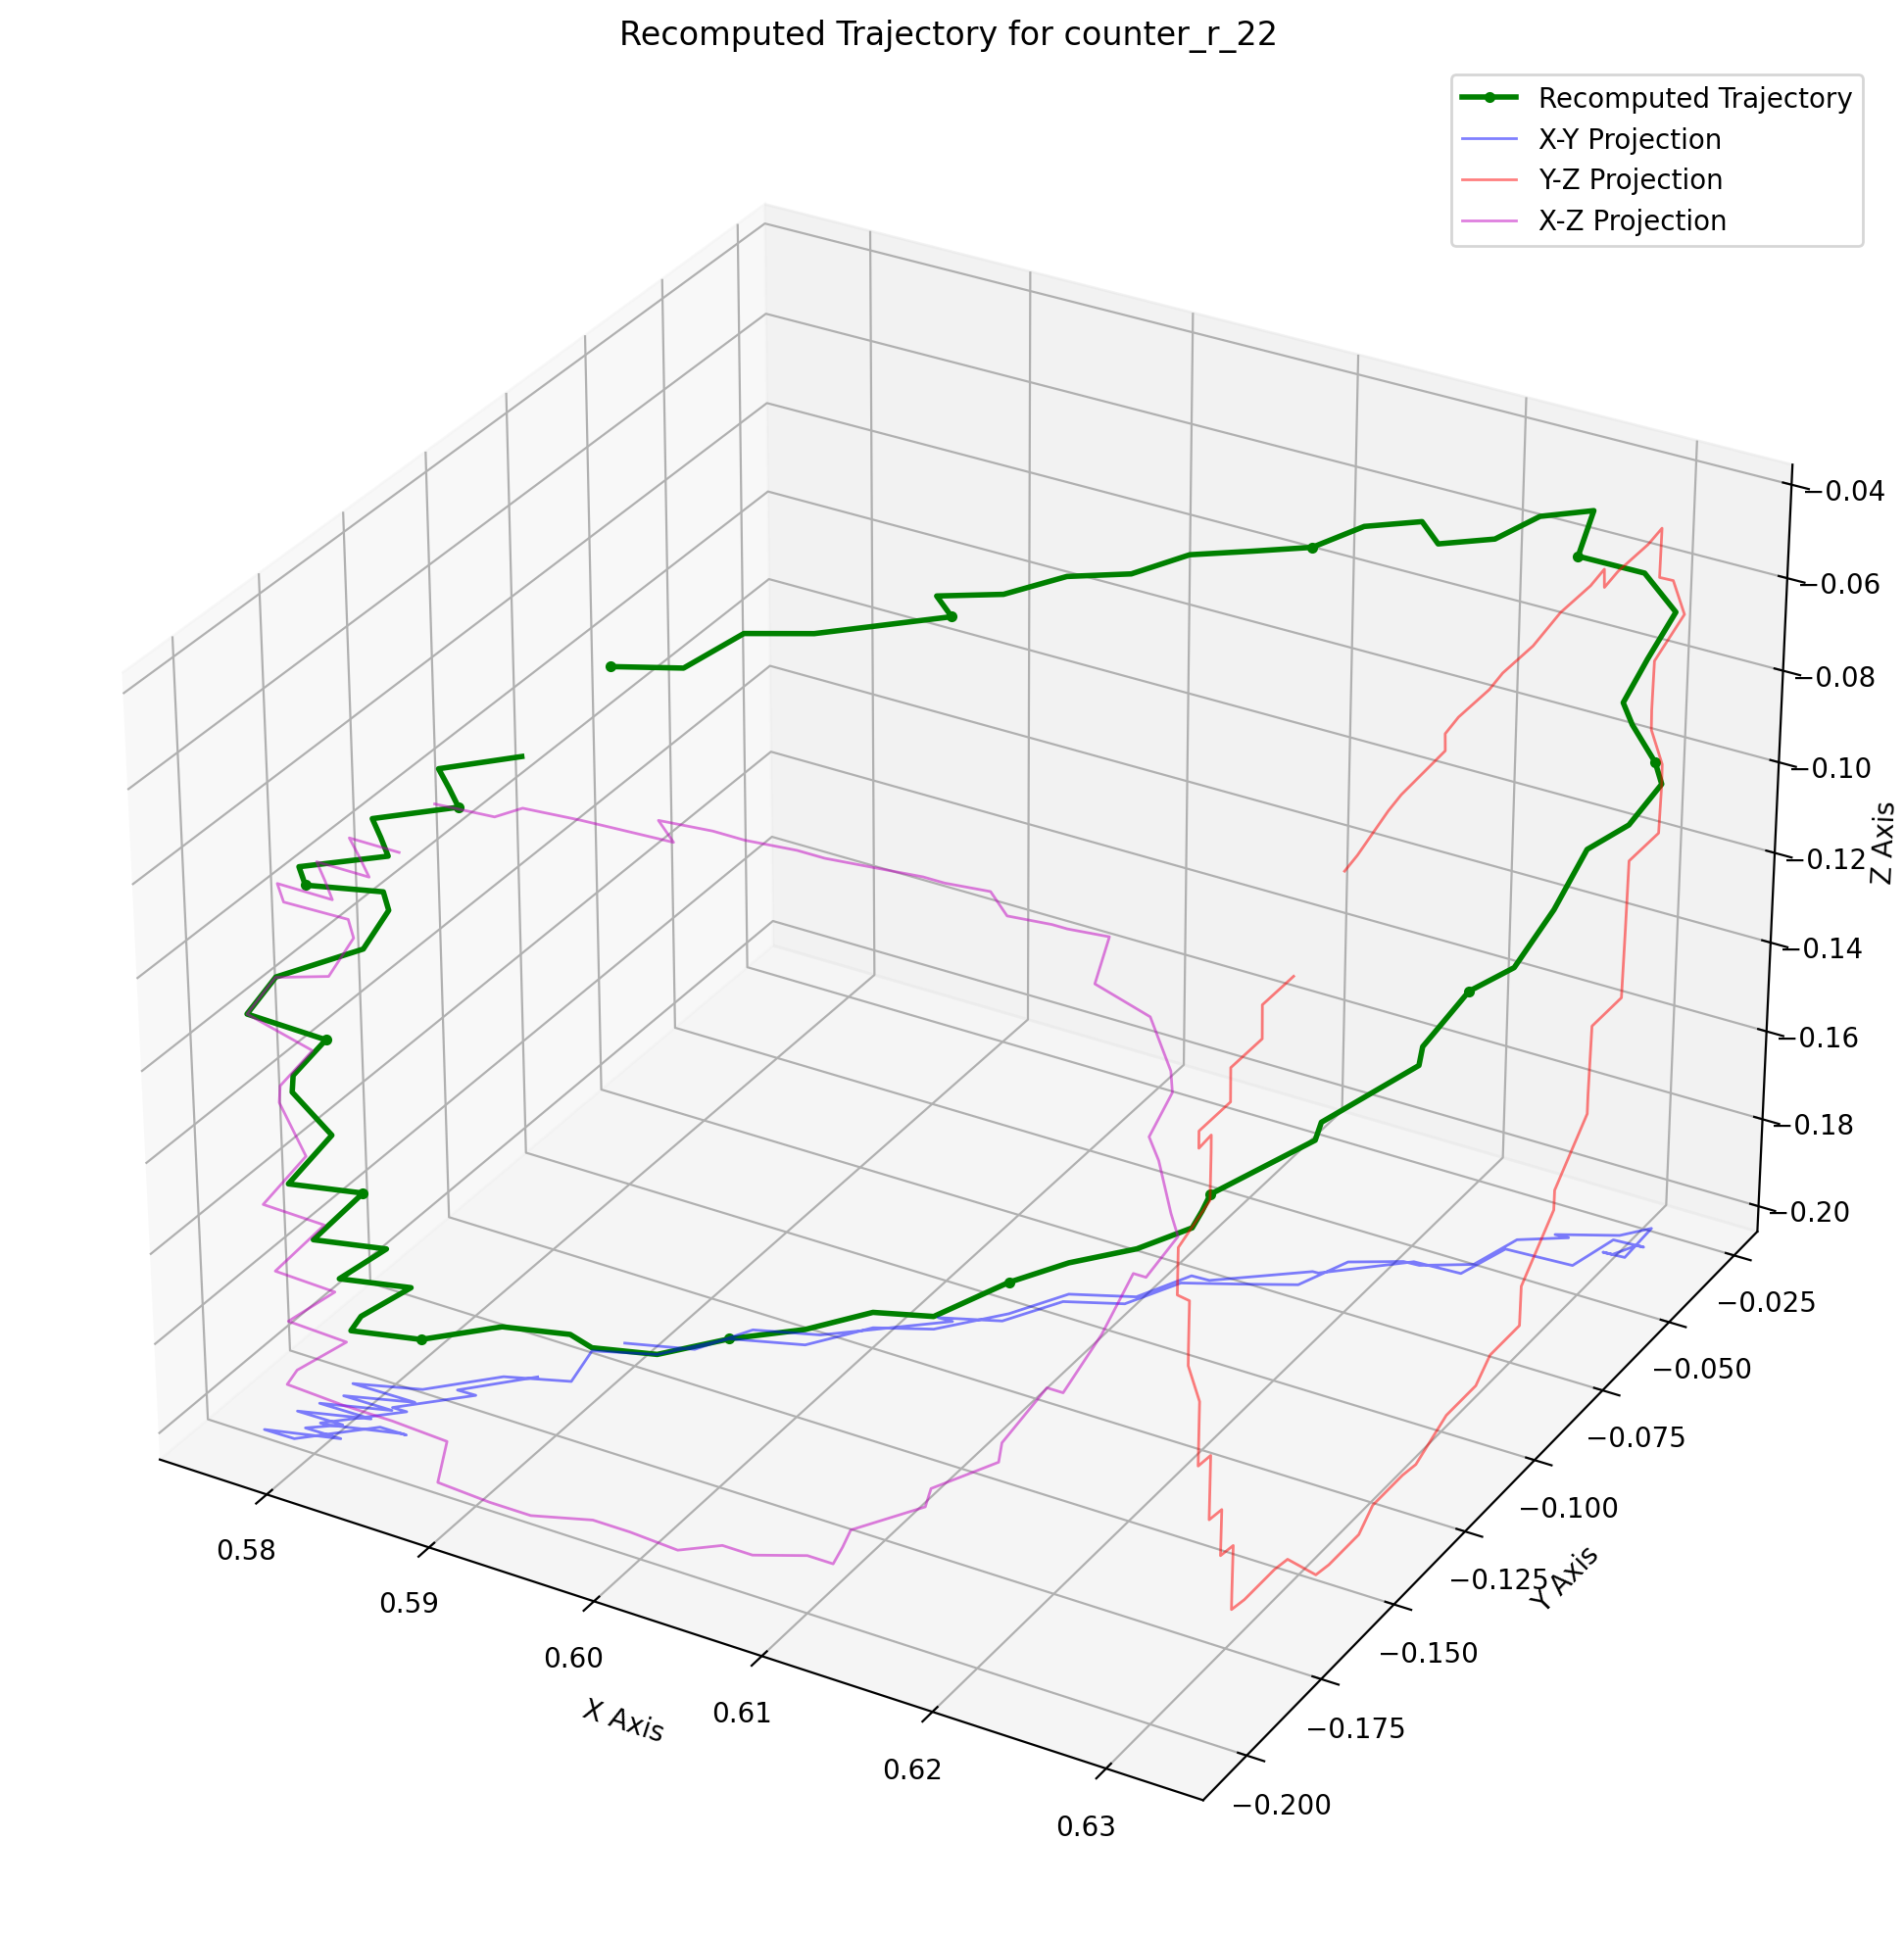 Recomputed Trajectory for counter_r_22
Recomputed Trajectory
X-Y Projection
Y-Z Projection
X-Z Projection
−0.04
−0.06
−0.08
−0.10
−0.12
−0.14
−0.16
−0.18
−0.20
Z Axis
−0.025
−0.050
−0.075
−0.100
−0.125
−0.150
−0.175
−0.200
Y Axis
0.58
0.59
0.60
0.61
0.62
0.63
X Axis